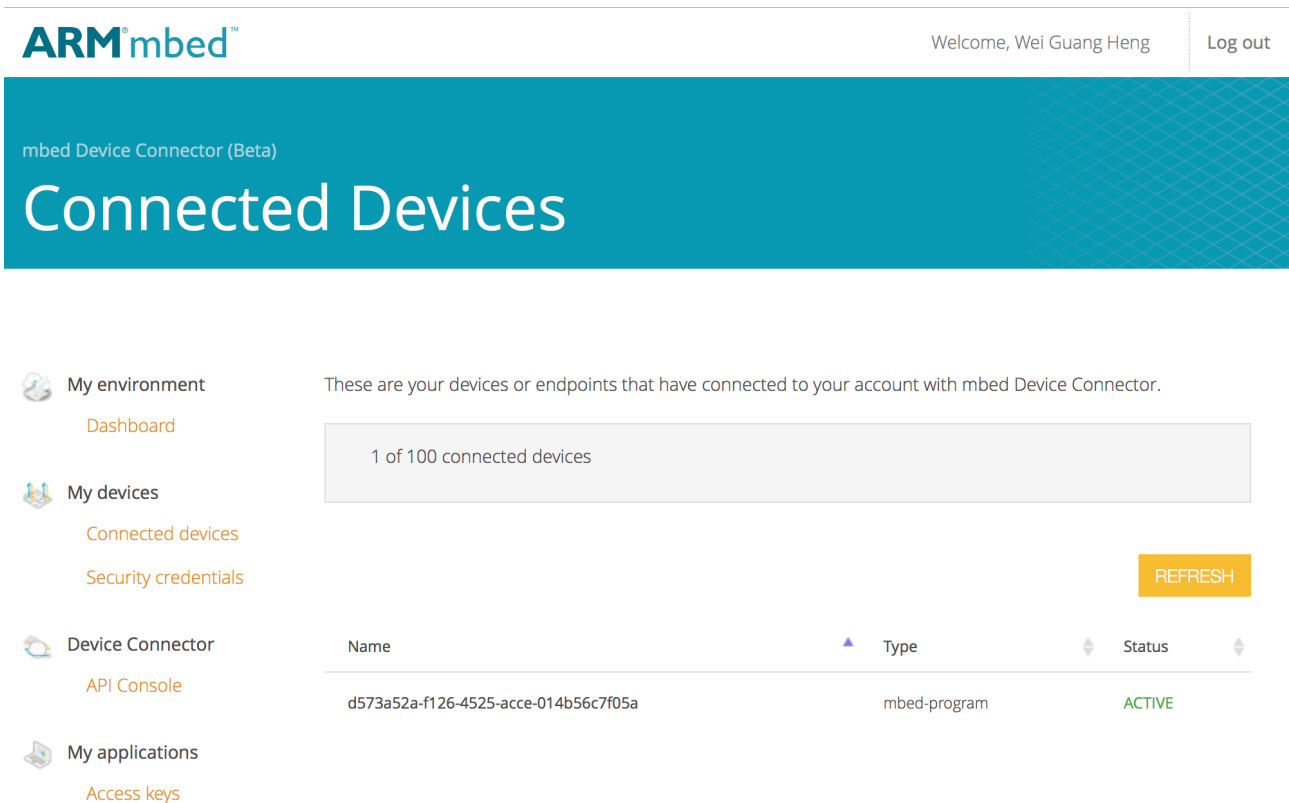 ARM®mbed™
Welcome, Wei Guang Heng
Log out
mbed Device Connector (Beta)
Connected Devices
My environment
Dashboard
My devices
Connected devices
Security credentials
Device Connector
API Console
My applications
Access keys
These are your devices or endpoints that have connected to your account with mbed Device Connector.
1 of 100 connected devices
REFRESH
Name Type Status
d573a52a-f126-4525-acce-014b56c7f05a mbed-program ACTIVE